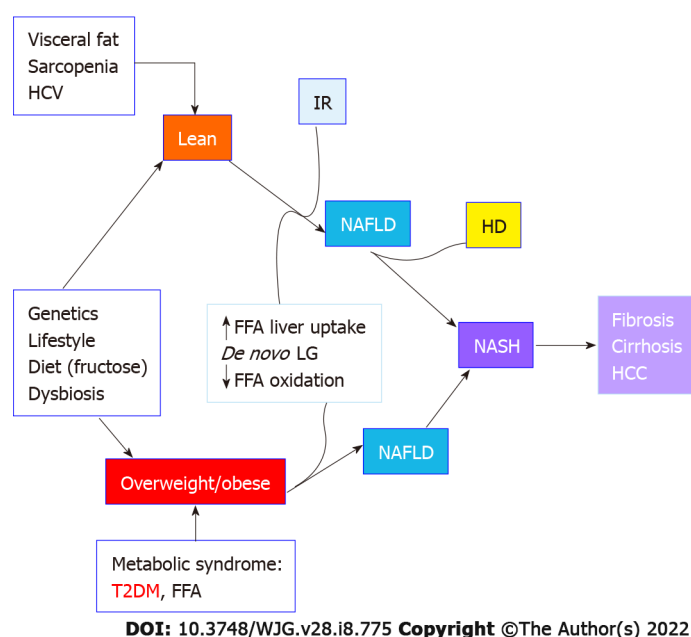 Visceral fat
Sarcopenia
HCV
IR
Lean
NAFLD
HD
Genetics
Lifestyle
Diet (fructose)
Dysbiosis
↑FFA liver uptake
De novo LG
↓FFA oxidation
NASH
Fibrosis
Cirrhosis
HCC
NAFLD
Overweight/obese
Metabolic syndrome:
T2DM, FFA
DOI: 10.3748/WJG.v28.i8.775 Copyright ©The Author(s) 2022